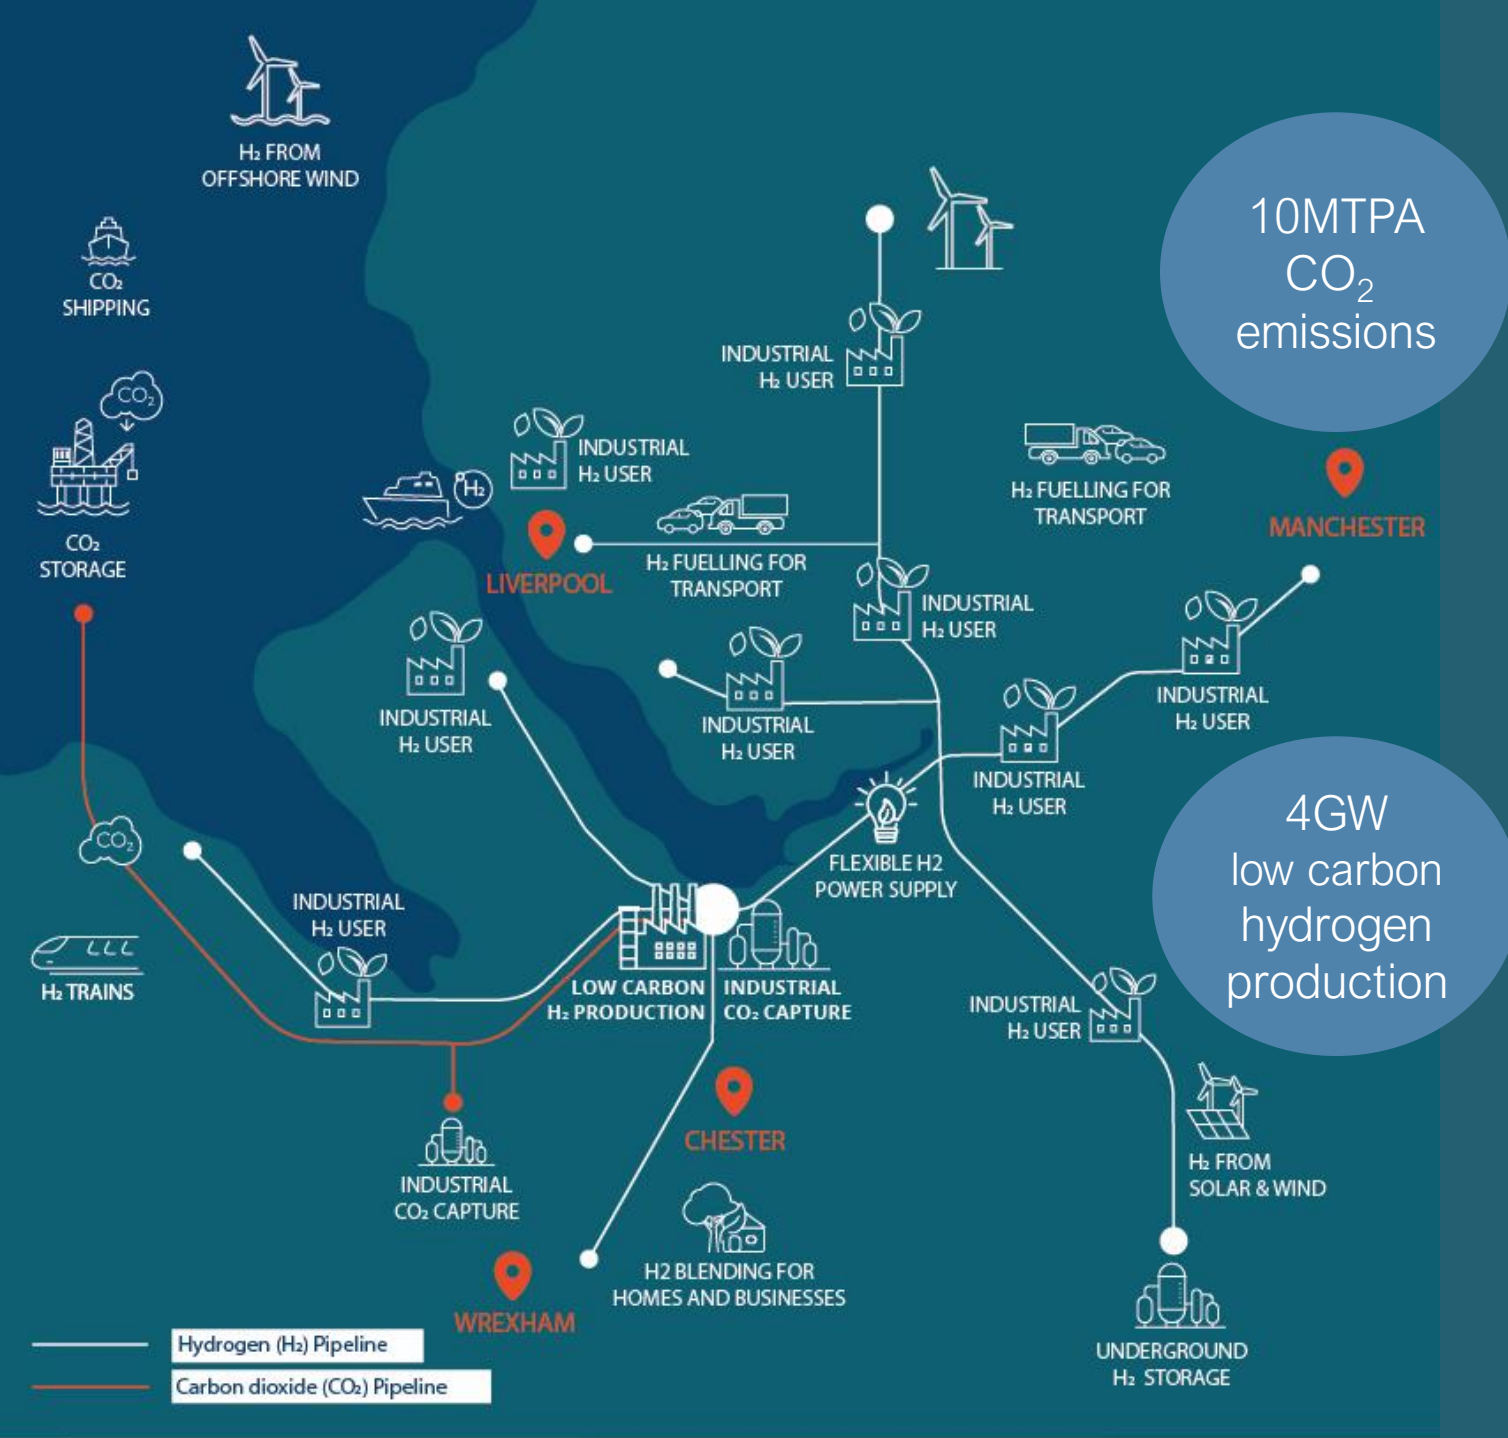 H₂ FROM
OFFSHORE WIND
CO₂
SHIPPING
10MTPA
CO₂
emissions
INDUSTRIAL
H₂ USER
CO₂
INDUSTRIAL
H₂ USER
H₂
H₂ FUELLING FOR
TRANSPORT
MANCHESTER
CO₂
STORAGE
LIVERPOOL
H₂ FUELLING FOR
TRANSPORT
INDUSTRIAL
H₂ USER
INDUSTRIAL
H₂ USER
INDUSTRIAL
H₂ USER
INDUSTRIAL
H₂ USER
INDUSTRIAL
H₂ USER
4GW
low carbon
hydrogen
production
CO₂
FLEXIBLE H2
POWER SUPPLY
INDUSTRIAL
H₂ USER
H₂ TRAINS
LOW CARBON
H₂ PRODUCTION
INDUSTRIAL
CO₂ CAPTURE
INDUSTRIAL
H₂ USER
CHESTER
INDUSTRIAL
CO₂ CAPTURE
H₂ FROM
SOLAR & WIND
H2 BLENDING FOR
HOMES AND BUSINESSES
WREXHAM
UNDERGROUND
H₂ STORAGE
Hydrogen (H₂) Pipeline
Carbon dioxide (CO₂) Pipeline